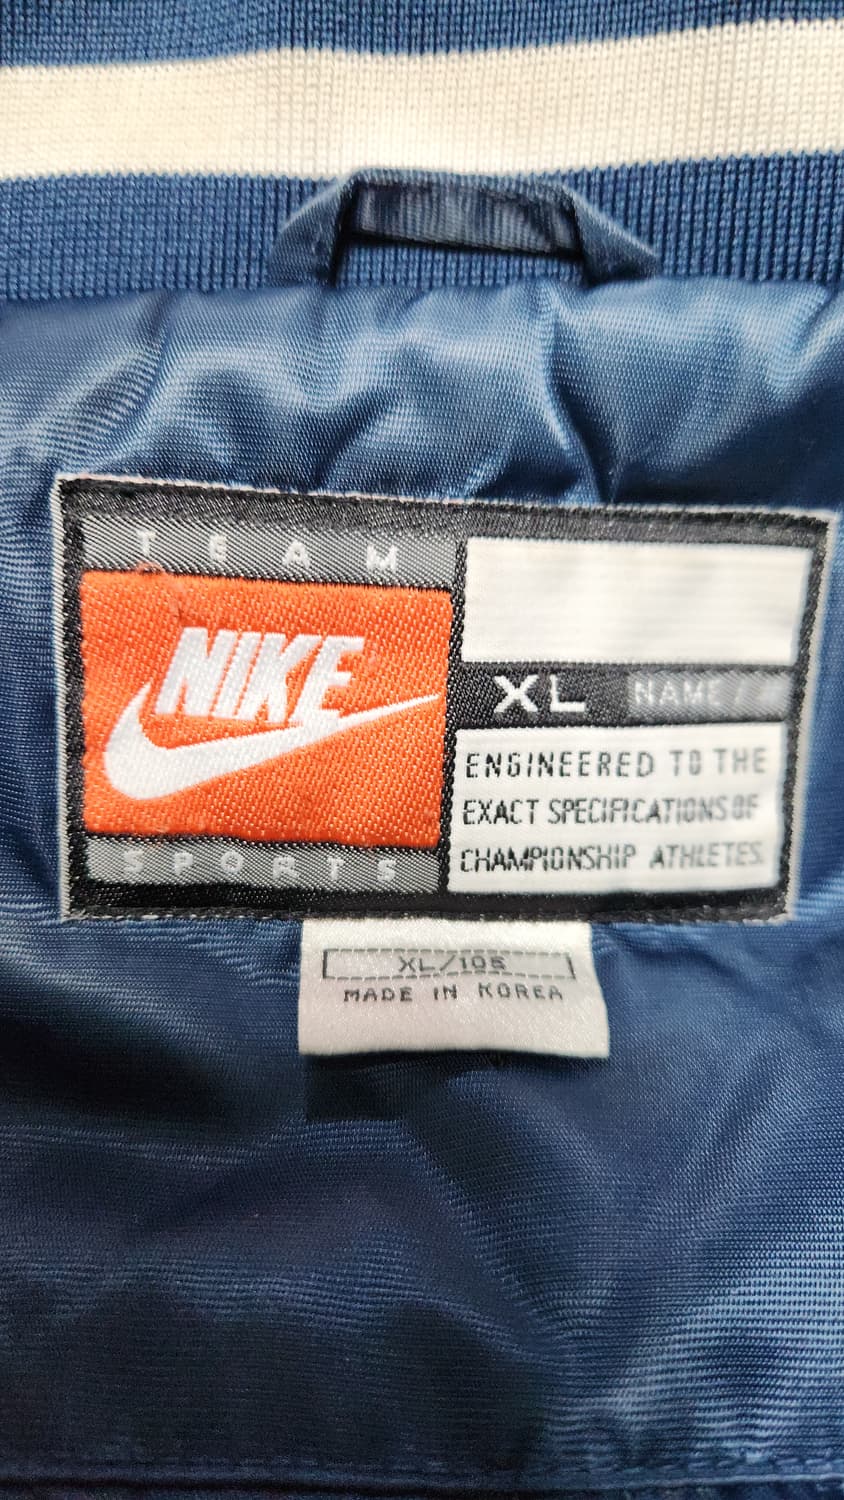 TEAM
NIKE
SPORTS
XL NAME / #
ENGINEERED TO THE
EXACT SPECIFICATIONS OF
CHAMPIONSHIP ATHLETES.
XL/105
MADE IN KOREA